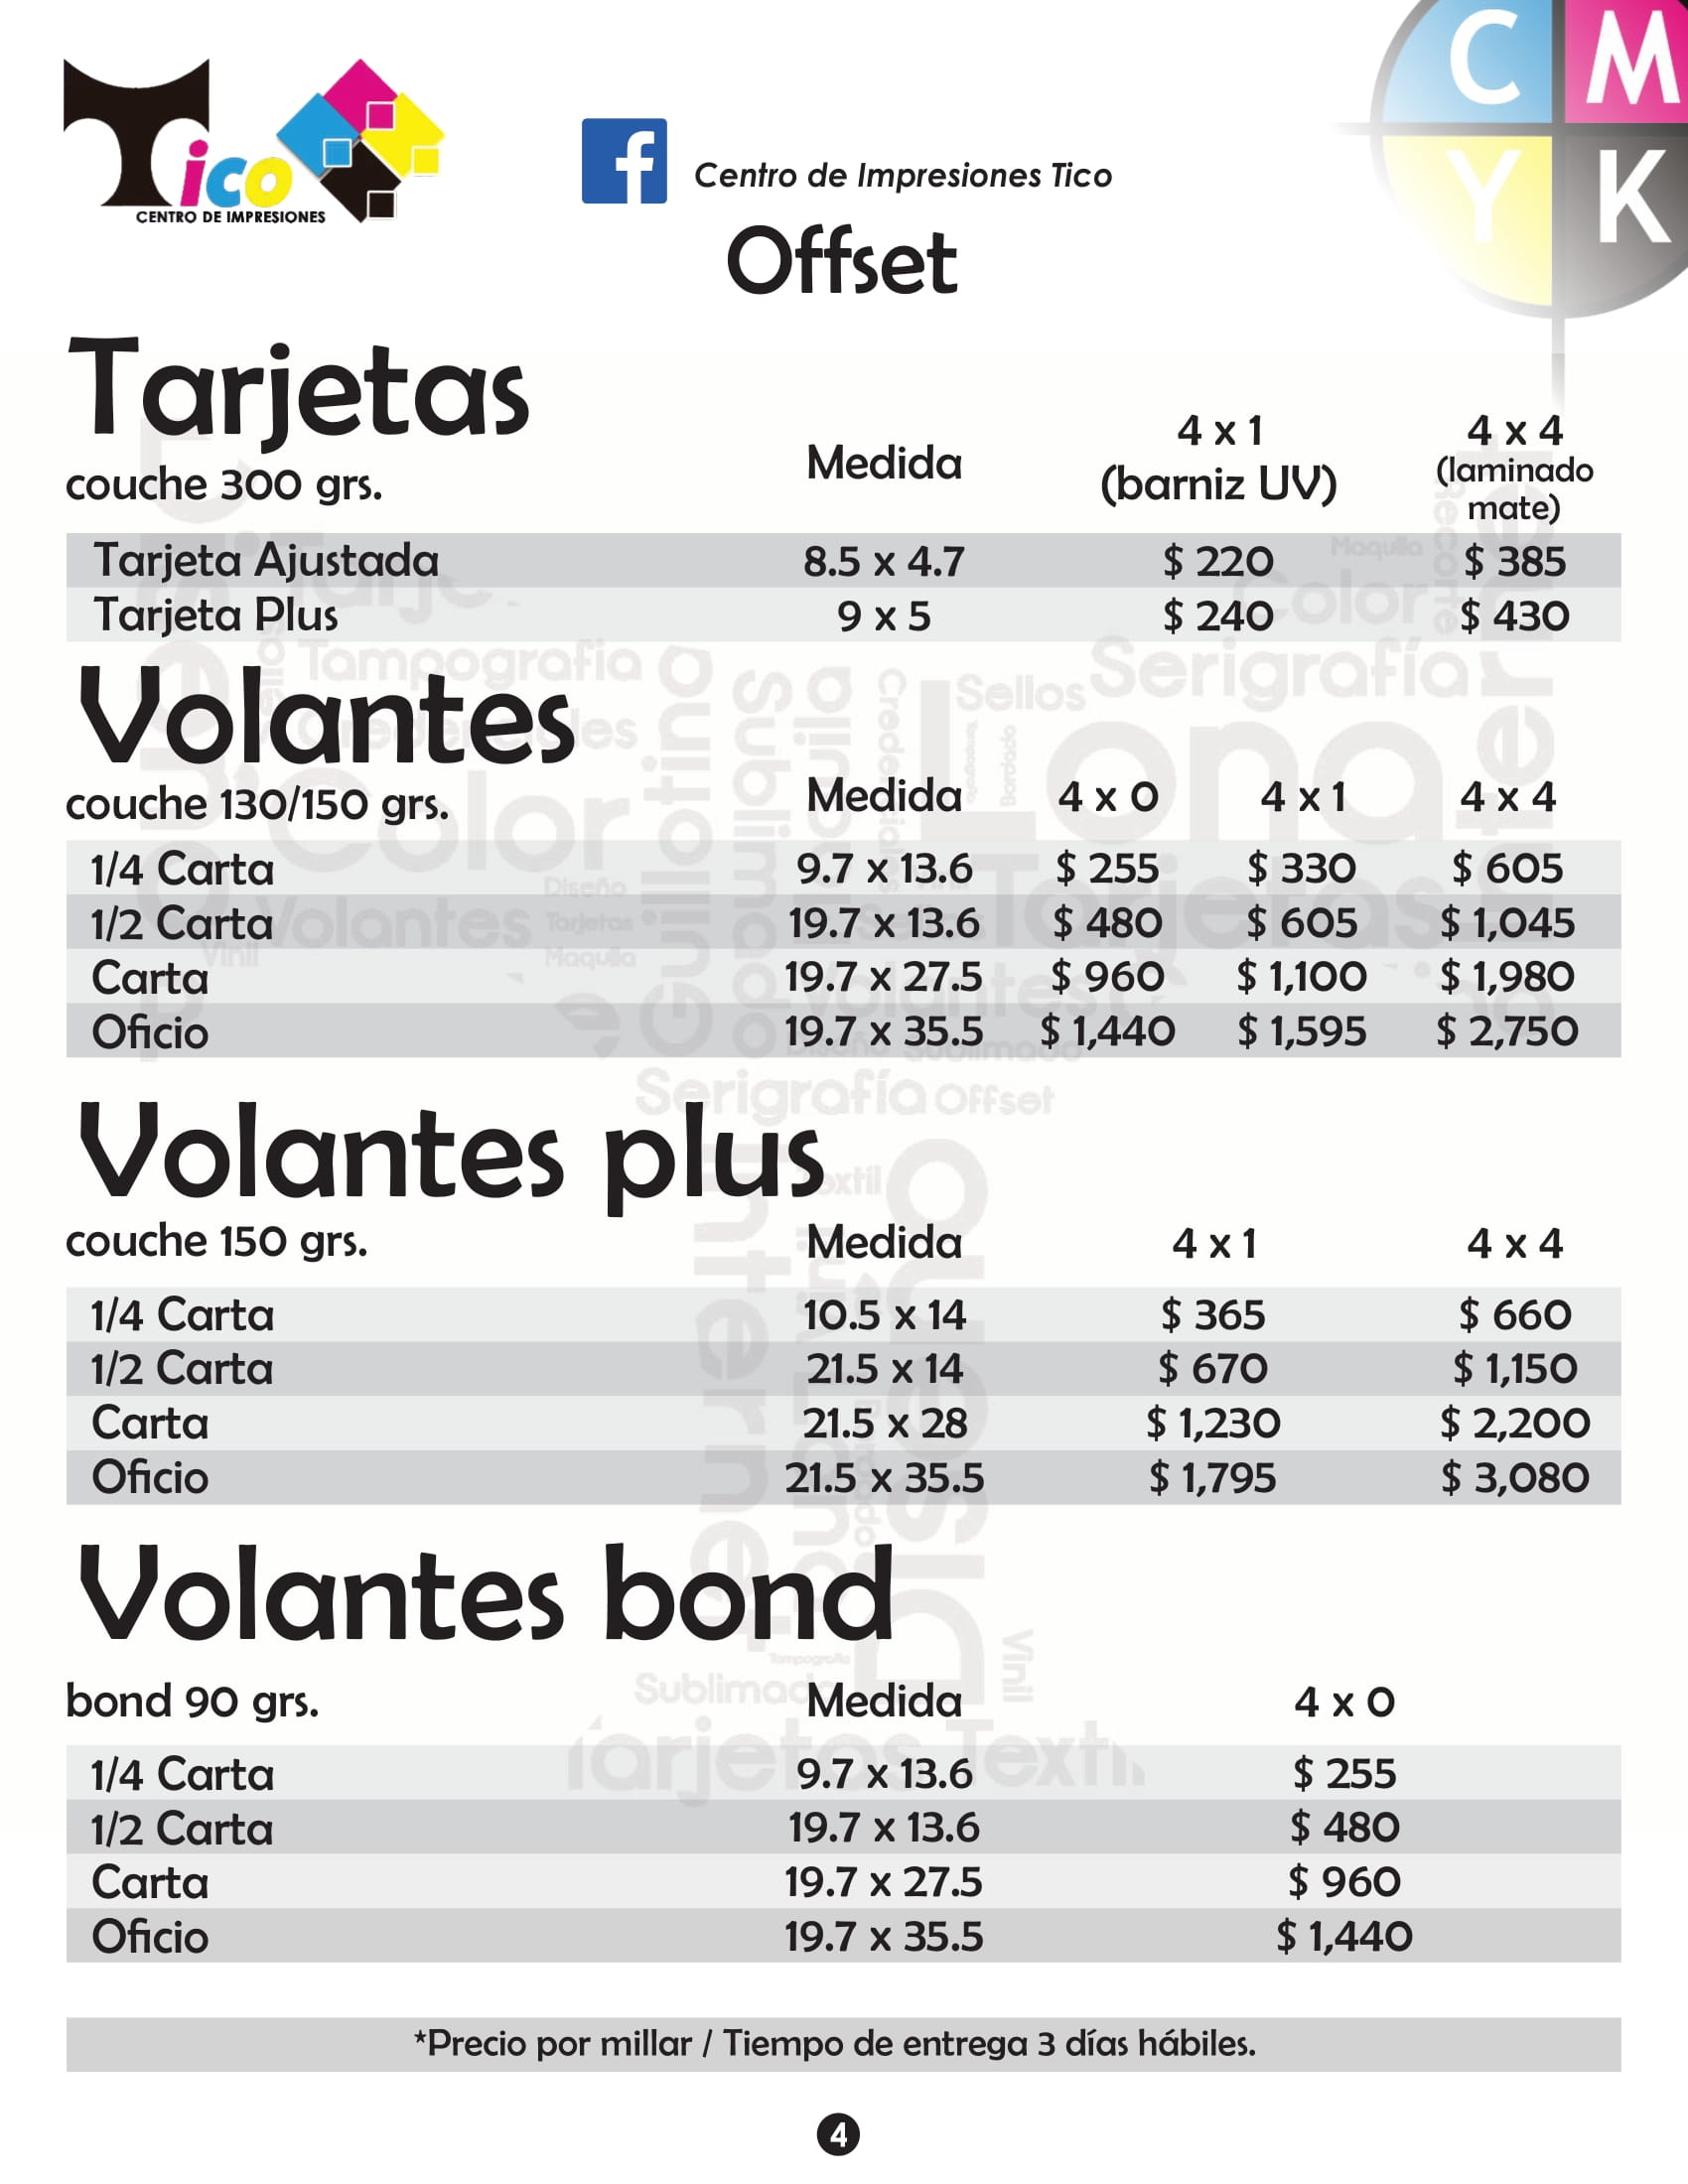 Tico
CENTRO DE IMPRESIONES
f Centro de Impresiones Tico
C M
Y K
Offset
Tarjetas
couche 300 grs. Medida 4 x 1 (barniz UV) 4 x 4 (laminado mate)
Tarjeta Ajustada 8.5 x 4.7 $ 220 $ 385
Tarjeta Plus 9 x 5 $ 240 $ 430
Volantes
couche 130/150 grs. Medida 4 x 0 4 x 1 4 x 4
1/4 Carta 9.7 x 13.6 $ 255 $ 330 $ 605
1/2 Carta 19.7 x 13.6 $ 480 $ 605 $ 1,045
Carta 19.7 x 27.5 $ 960 $ 1,100 $ 1,980
Oficio 19.7 x 35.5 $ 1,440 $ 1,595 $ 2,750
Volantes plus
couche 150 grs. Medida 4 x 1 4 x 4
1/4 Carta 10.5 x 14 $ 365 $ 660
1/2 Carta 21.5 x 14 $ 670 $ 1,150
Carta 21.5 x 28 $ 1,230 $ 2,200
Oficio 21.5 x 35.5 $ 1,795 $ 3,080
Volantes bond
bond 90 grs. Medida 4 x 0
1/4 Carta 9.7 x 13.6 $ 255
1/2 Carta 19.7 x 13.6 $ 480
Carta 19.7 x 27.5 $ 960
Oficio 19.7 x 35.5 $ 1,440
*Precio por millar / Tiempo de entrega 3 días hábiles.
4